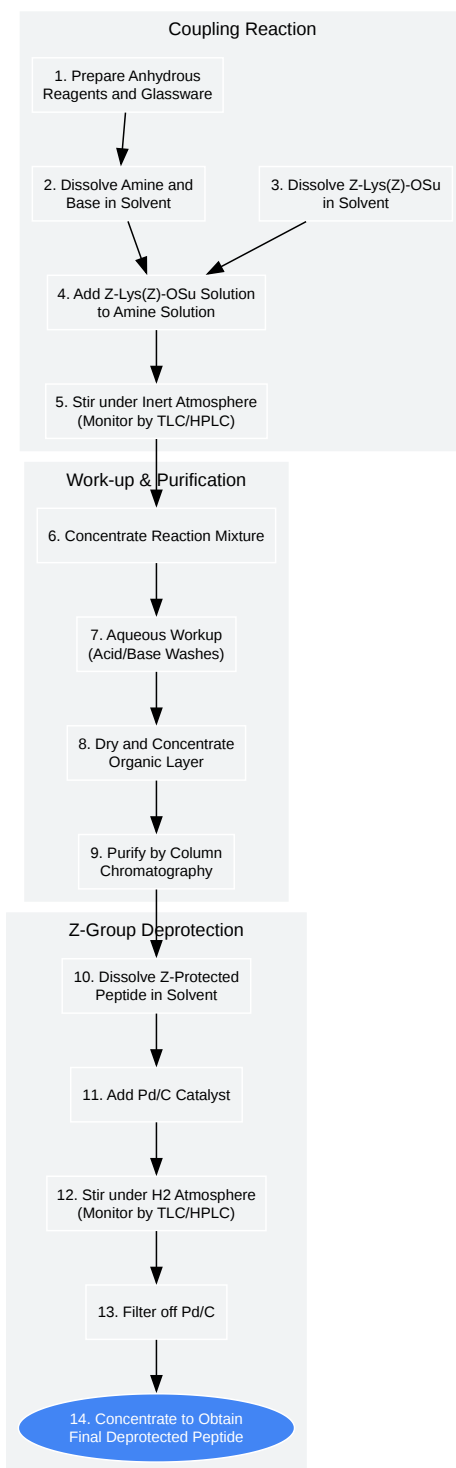 Coupling Reaction
1. Prepare Anhydrous
Reagents and Glassware
2. Dissolve Amine and
Base in Solvent
3. Dissolve Z-Lys(Z)-OSu
in Solvent
4. Add Z-Lys(Z)-OSu Solution
to Amine Solution
5. Stir under Inert Atmosphere
(Monitor by TLC/HPLC)
Work-up & Purification
6. Concentrate Reaction Mixture
7. Aqueous Workup
(Acid/Base Washes)
8. Dry and Concentrate
Organic Layer
9. Purify by Column
Chromatography
Z-Group Deprotection
10. Dissolve Z-Protected
Peptide in Solvent
11. Add Pd/C Catalyst
12. Stir under H2 Atmosphere
(Monitor by TLC/HPLC)
13. Filter off Pd/C
14. Concentrate to Obtain
Final Deprotected Peptide